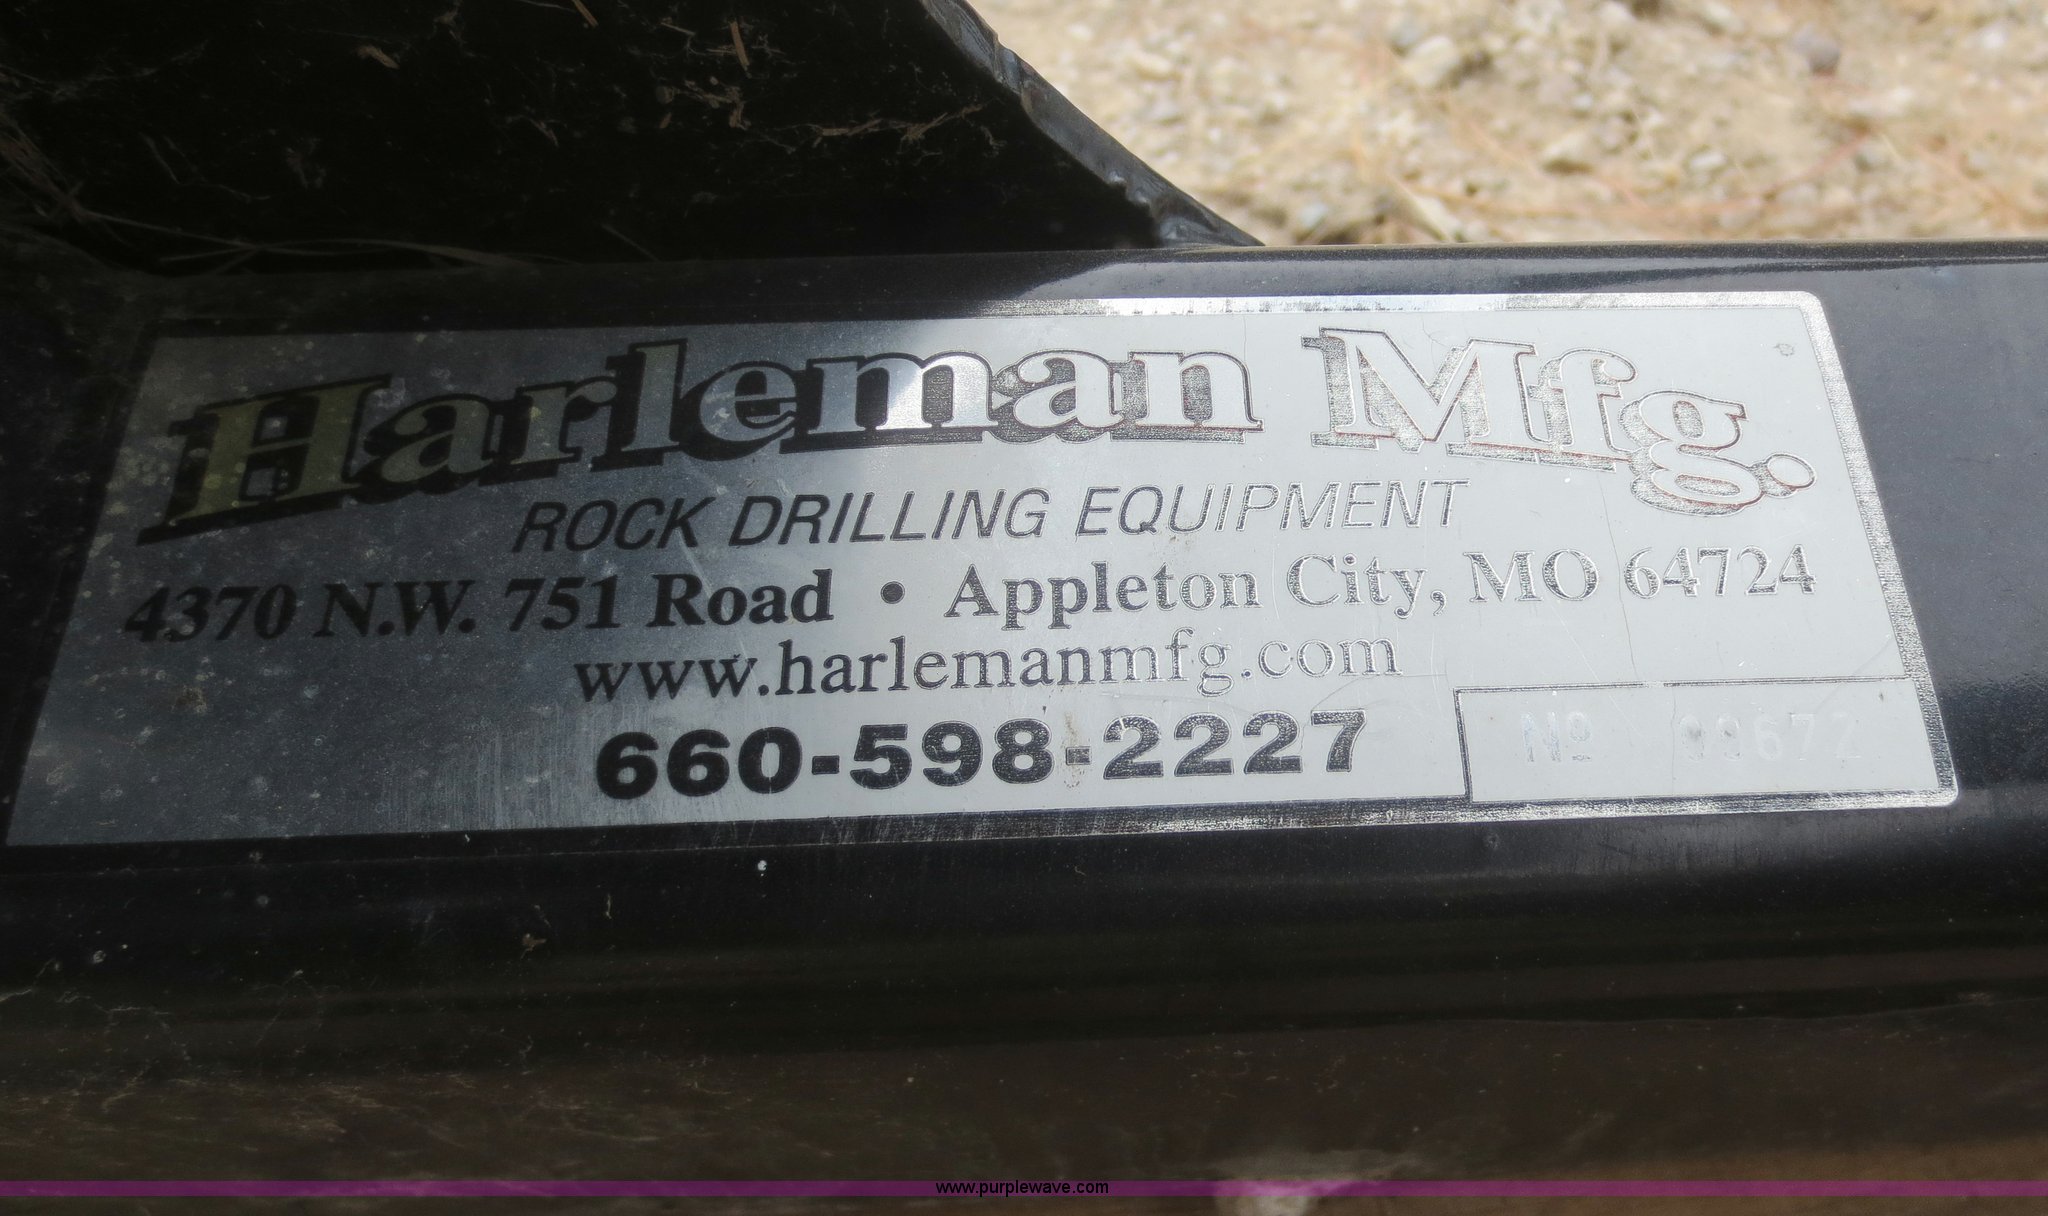 Harleman Mfg.
ROCK DRILLING EQUIPMENT
4370 N.W. 751 Road • Appleton City, MO 64724
www.harlemanmfg.com
660-598-2227
Nº
www.purplewave.com